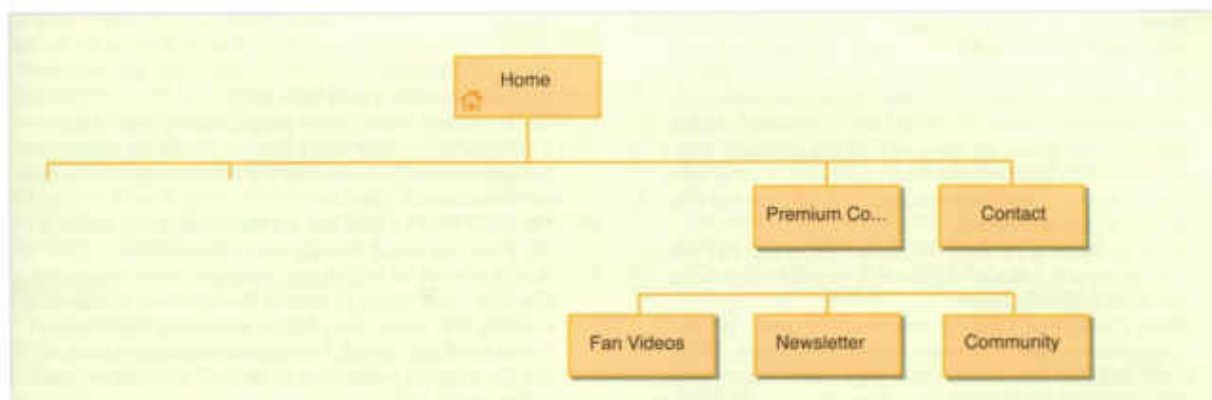 Home
Premium Co...
Contact
Fan Videos
Newsletter
Community